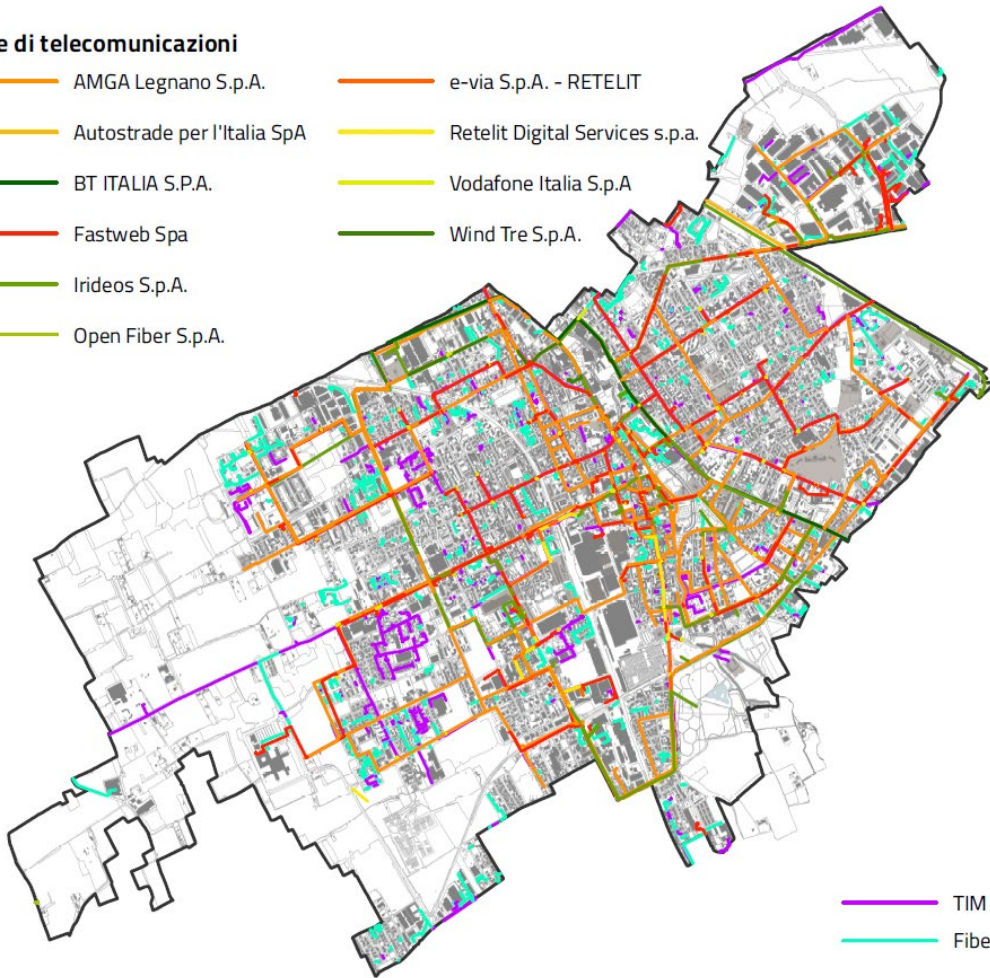 e di telecomunicazioni
AMGA Legnano S.p.A.
Autostrade per l'Italia SpA
BT ITALIA S.P.A.
Fastweb Spa
Irideos S.p.A.
Open Fiber S.p.A.
e-via S.p.A. - RETELIT
Retelit Digital Services s.p.a.
Vodafone Italia S.p.A
Wind Tre S.p.A.
TIM
Fibe